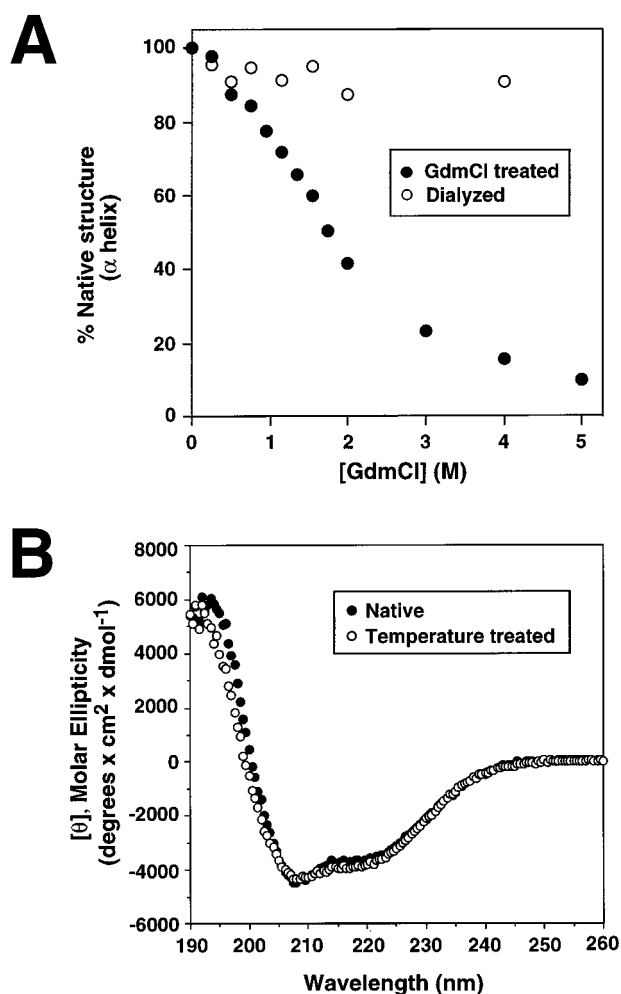 A
% Native structure
(α helix)
100
80
60
40
20
0
GdmCl treated
Dialyzed
0 1 2 3 4 5
[GdmCl] (M)
B
[θ], Molar Ellipticity
(degrees x cm² x dmol⁻¹)
8000
6000
4000
2000
0
-2000
-4000
-6000
Native
Temperature treated
190 200 210 220 230 240 250 260
Wavelength (nm)